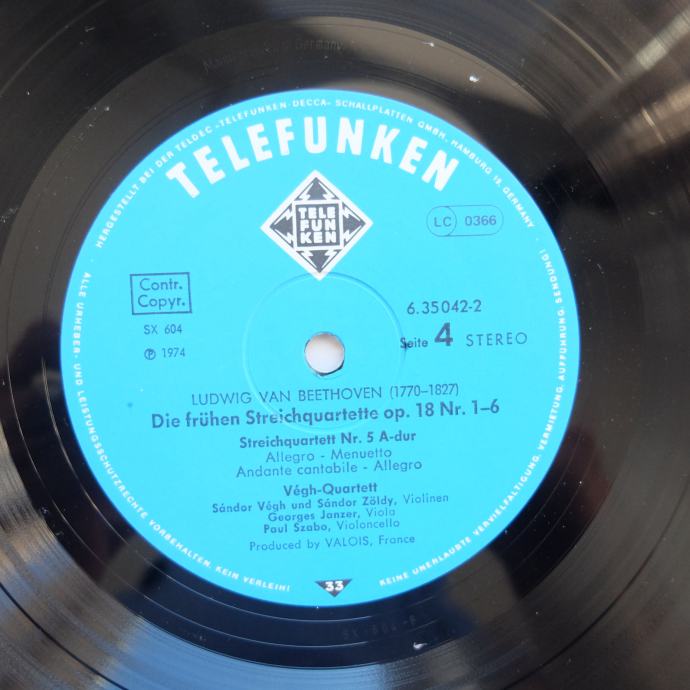 HERGESTELLT BEI DER TELDEC »TELEFUNKEN-DECCA« SCHALLPLATTEN GMBH, HAMBURG 19, GERMANY
TELEFUNKEN
TELE
FUN
KEN
LC 0366
Contr.
Copyr.
6.35042-2
SX 604
Seite 4 STEREO
℗ 1974
LUDWIG VAN BEETHOVEN (1770–1827)
Die frühen Streichquartette op. 18 Nr. 1–6
Streichquartett Nr. 5 A-dur
Allegro - Menuetto
Andante cantabile - Allegro
Végh-Quartett
Sándor Végh und Sándor Zöldy, Violinen
Georges Janzer, Viola
Paul Szabo, Violoncello
Produced by VALOIS, France
33
ALLE URHEBER- UND LEISTUNGSSCHUTZRECHTE VORBEHALTEN. KEIN VERLEIH!
KEINE UNERLAUBTE VERVIELFÄLTIGUNG, VERMIETUNG, AUFFÜHRUNG, SENDUNG!